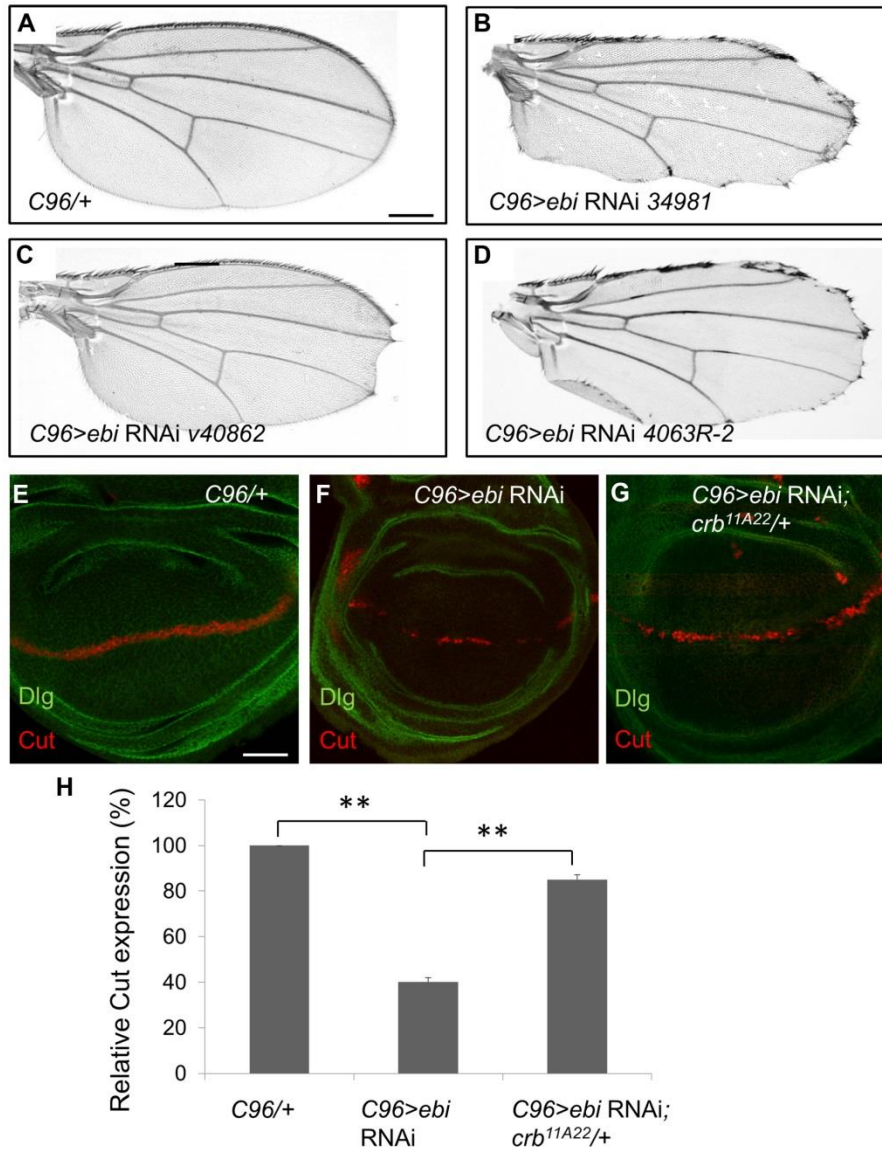 A
C96/+
B
C96>ebi RNAi 34981
C
C96>ebi RNAi v40862
D
C96>ebi RNAi 4063R-2
E
C96/+
Dlg
Cut
F
C96>ebi RNAi
Dlg
Cut
G
C96>ebi RNAi;
crb11A22/+
Dlg
Cut
H
Relative Cut expression (%)
120
100
80
60
40
20
0
**
**
C96/+
C96>ebi
RNAi
C96>ebi RNAi;
crb11A22/+